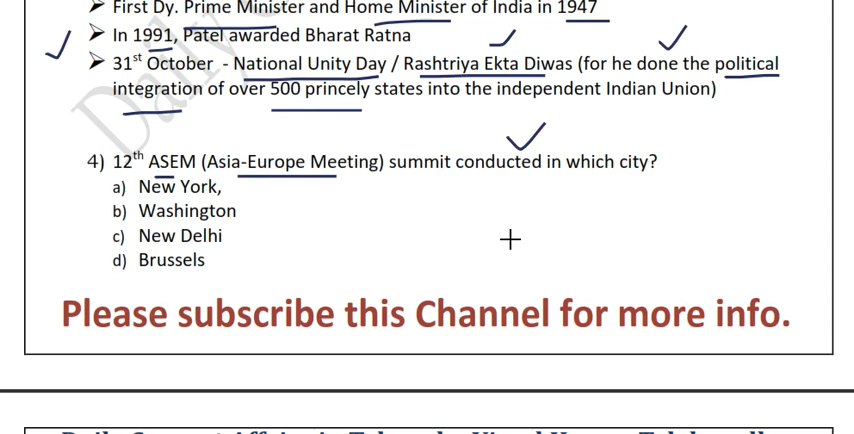 ➢ First Dy. Prime Minister and Home Minister of India in 1947
➢ In 1991, Patel awarded Bharat Ratna
➢ 31st October - National Unity Day / Rashtriya Ekta Diwas (for he done the political
integration of over 500 princely states into the independent Indian Union)
4) 12th ASEM (Asia-Europe Meeting) summit conducted in which city?
a) New York,
b) Washington
c) New Delhi
d) Brussels
Please subscribe this Channel for more info.